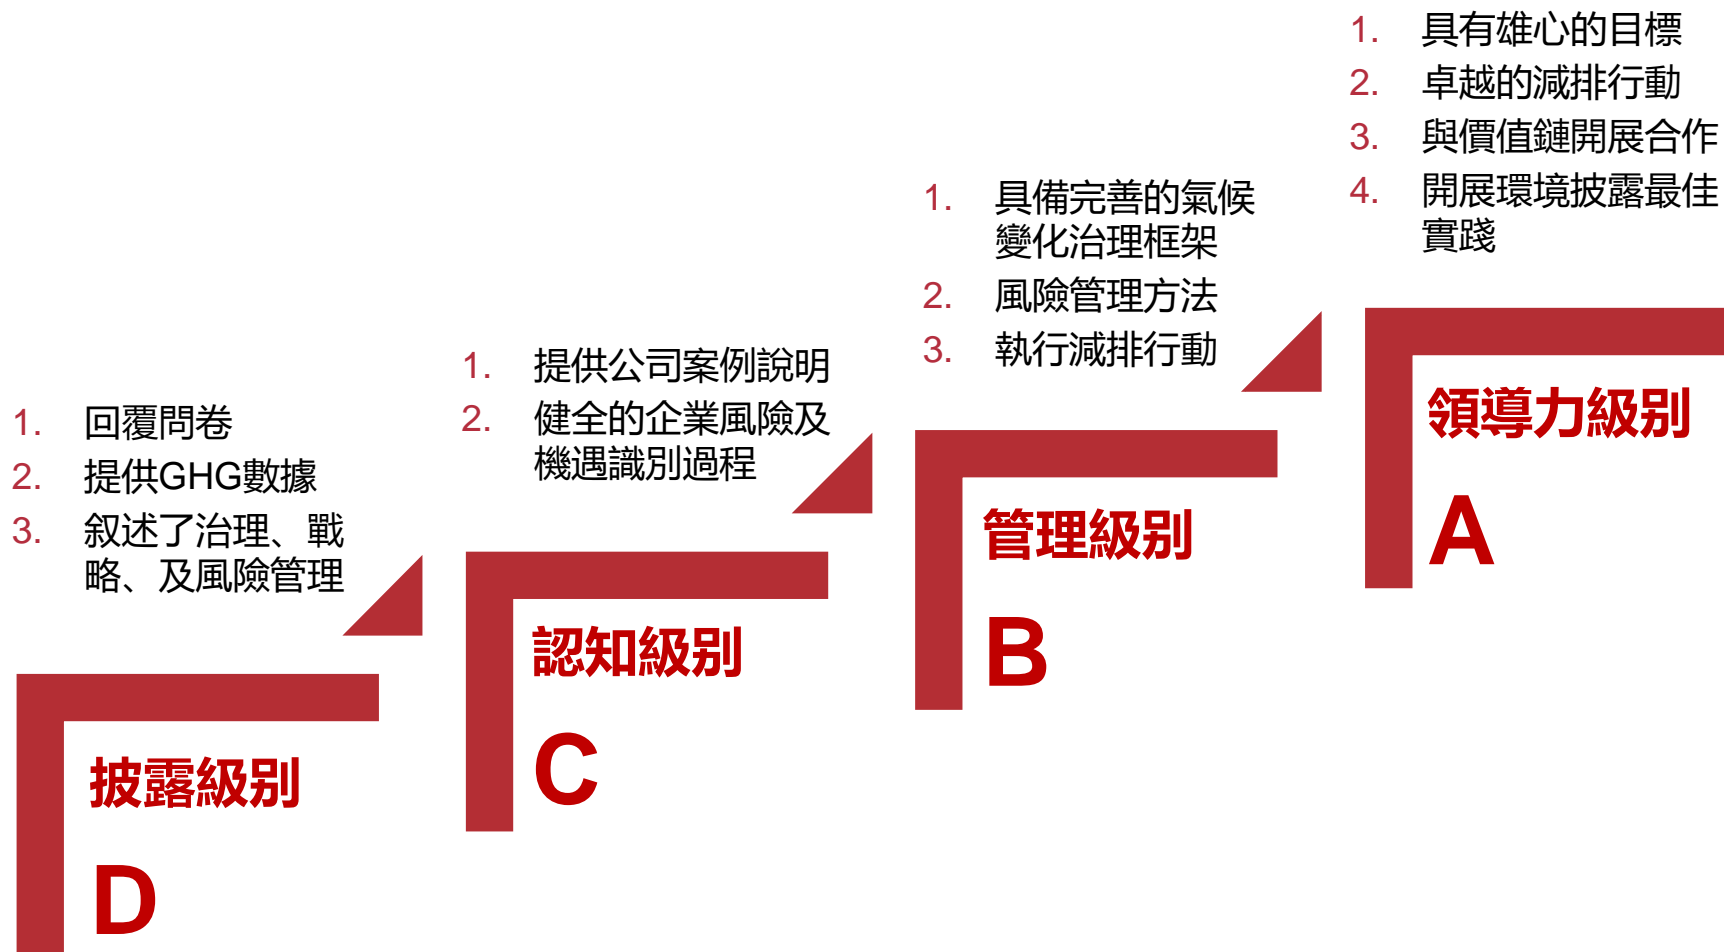 1. 回覆問卷
2. 提供GHG數據
3. 叙述了治理、戰
略、及風險管理
披露級别
D
1. 提供公司案例說明
2. 健全的企業風險及
機遇識別過程
認知級别
C
1. 具備完善的氣候
變化治理框架
2. 風險管理方法
3. 執行減排行動
管理級别
B
1. 具有雄心的目標
2. 卓越的減排行動
3. 與價值鏈開展合作
4. 開展環境披露最佳
實踐
領導力級别
A